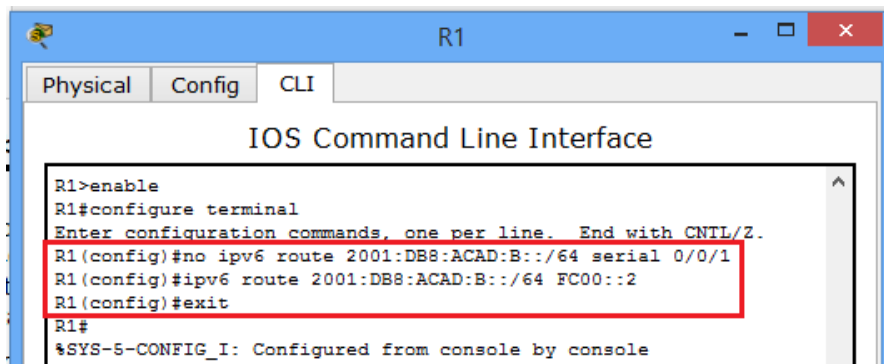 R1
Physical Config CLI
IOS Command Line Interface
R1>enable
R1#configure terminal
Enter configuration commands, one per line.  End with CNTL/Z.
R1(config)#no ipv6 route 2001:DB8:ACAD:B::/64 serial 0/0/1
R1(config)#ipv6 route 2001:DB8:ACAD:B::/64 FC00::2
R1(config)#exit
R1#
%SYS-5-CONFIG_I: Configured from console by console